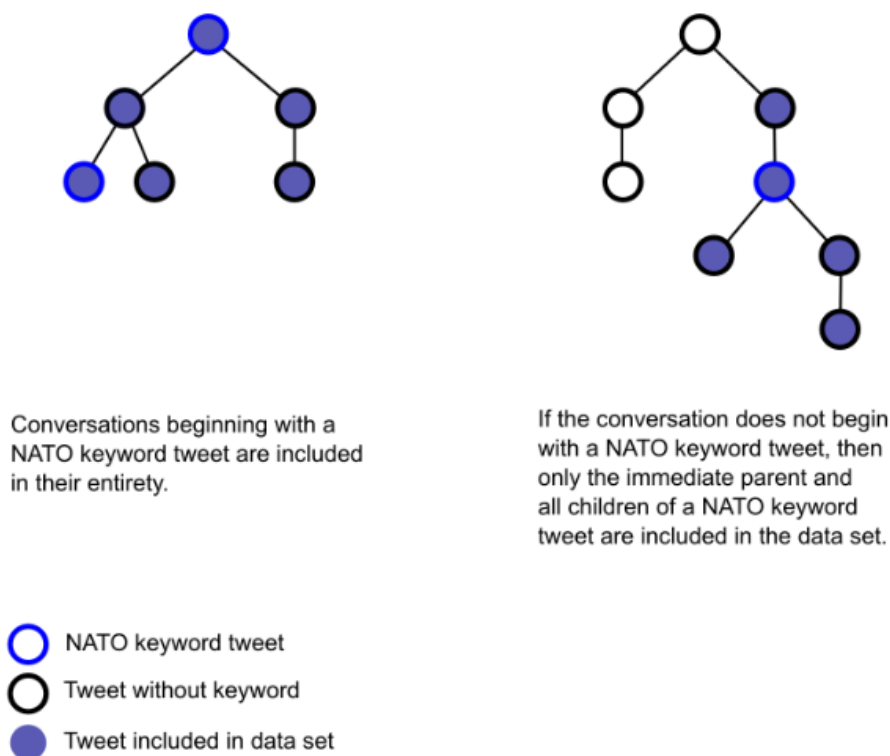 Conversations beginning with a
NATO keyword tweet are included
in their entirety.
If the conversation does not begin
with a NATO keyword tweet, then
only the immediate parent and
all children of a NATO keyword
tweet are included in the data set.
NATO keyword tweet
Tweet without keyword
Tweet included in data set